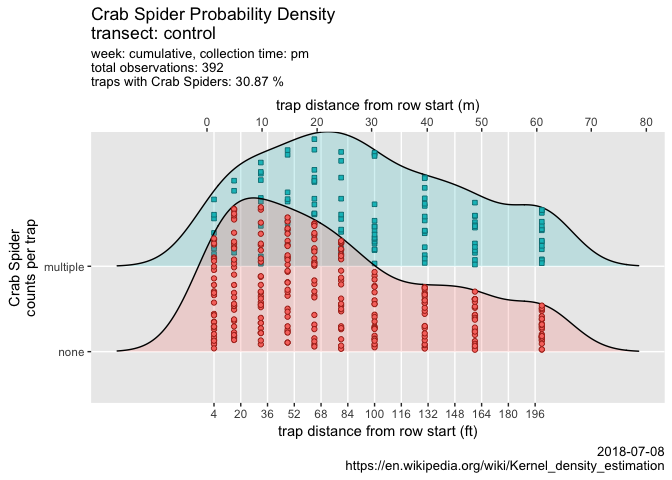 Crab Spider Probability Density
transect: control
week: cumulative, collection time: pm
total observations: 392
traps with Crab Spiders: 30.87 %
trap distance from row start (m)
0 10 20 30 40 50 60 70 80
Crab Spider
counts per trap
multiple
none
4 20 36 52 68 84 100 116 132 148 164 180 196
trap distance from row start (ft)
2018-07-08
https://en.wikipedia.org/wiki/Kernel_density_estimation